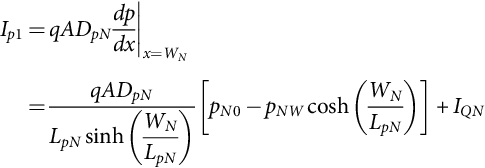 I_{p1} = qAD_{pN} \frac{dp}{dx}|_{x=W_N}
= \frac{qAD_{pN}}{L_{pN} \sinh\left(\frac{W_N}{L_{pN}}\right)} \left[ p_{N0} - p_{NW} \cosh\left(\frac{W_N}{L_{pN}}\right) \right] + I_{QN}